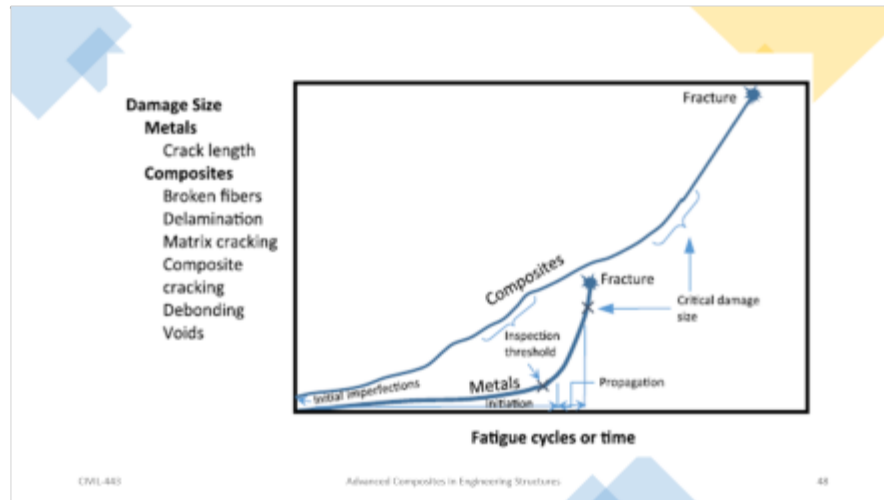 Damage Size
Metals
Crack length
Composites
Broken fibers
Delamination
Matrix cracking
Composite
cracking
Debonding
Voids
Fracture
Composites
Fracture
Critical damage
size
Inspection
threshold
Metals
Propagation
Initial imperfections
Initiation
Fatigue cycles or time
CIVIL-443
Advanced Composites in Engineering Structures
48